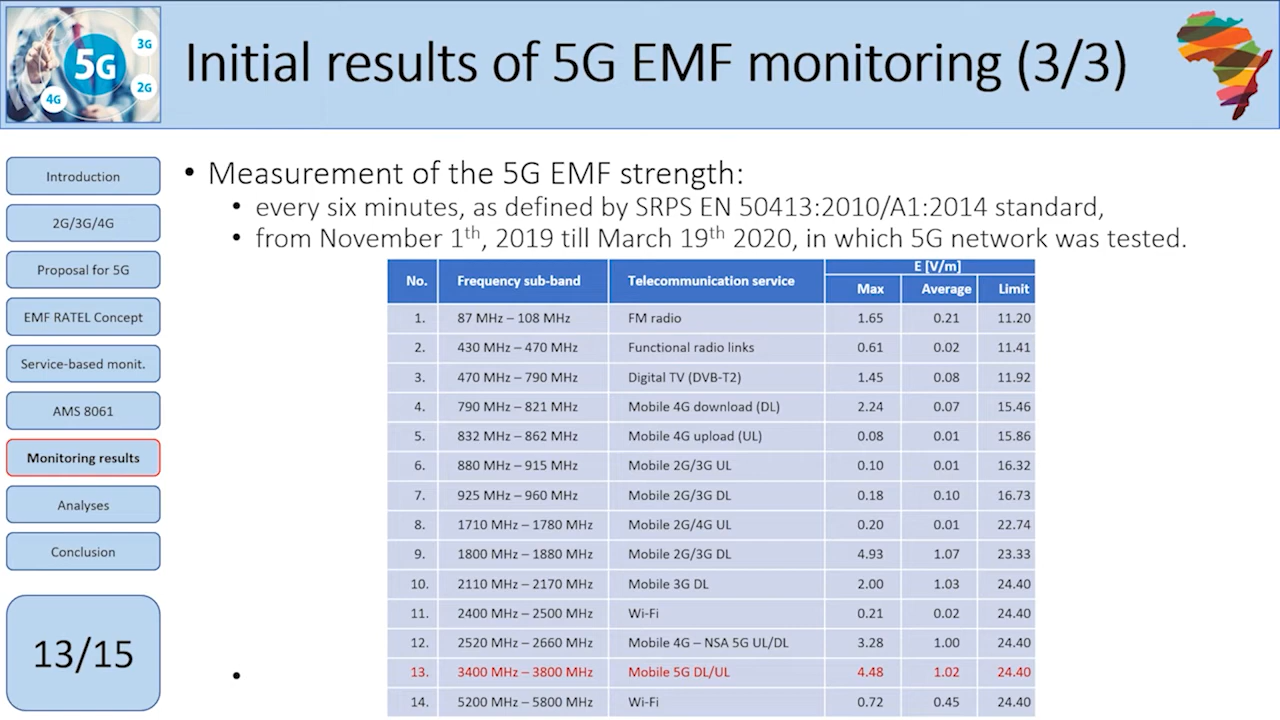 5G
3G
2G
4G
Initial results of 5G EMF monitoring (3/3)
Introduction
2G/3G/4G
Proposal for 5G
EMF RATEL Concept
Service-based monit.
AMS 8061
Monitoring results
Analyses
Conclusion
13/15
• Measurement of the 5G EMF strength:
• every six minutes, as defined by SRPS EN 50413:2010/A1:2014 standard,
• from November 1th, 2019 till March 19th 2020, in which 5G network was tested.
No. Frequency sub-band Telecommunication service E [V/m]
Max Average Limit
1. 87 MHz – 108 MHz FM radio 1.65 0.21 11.20
2. 430 MHz – 470 MHz Functional radio links 0.61 0.02 11.41
3. 470 MHz – 790 MHz Digital TV (DVB-T2) 1.45 0.08 11.92
4. 790 MHz – 821 MHz Mobile 4G download (DL) 2.24 0.07 15.46
5. 832 MHz – 862 MHz Mobile 4G upload (UL) 0.08 0.01 15.86
6. 880 MHz – 915 MHz Mobile 2G/3G UL 0.10 0.01 16.32
7. 925 MHz – 960 MHz Mobile 2G/3G DL 0.18 0.10 16.73
8. 1710 MHz – 1780 MHz Mobile 2G/4G UL 0.20 0.01 22.74
9. 1800 MHz – 1880 MHz Mobile 2G/3G DL 4.93 1.07 23.33
10. 2110 MHz – 2170 MHz Mobile 3G DL 2.00 1.03 24.40
11. 2400 MHz – 2500 MHz Wi-Fi 0.21 0.02 24.40
12. 2520 MHz – 2660 MHz Mobile 4G – NSA 5G UL/DL 3.28 1.00 24.40
13. 3400 MHz – 3800 MHz Mobile 5G DL/UL 4.48 1.02 24.40
14. 5200 MHz – 5800 MHz Wi-Fi 0.72 0.45 24.40